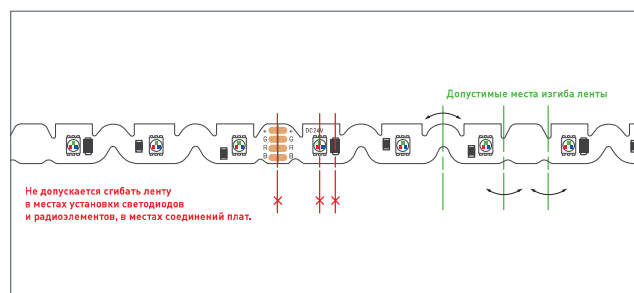 Допустимые места изгиба ленты
+ + DC24V
G G
R R
B B
Не допускается сгибать ленту
в местах установки светодиодов
и радиоэлементов, в местах соединений плат.